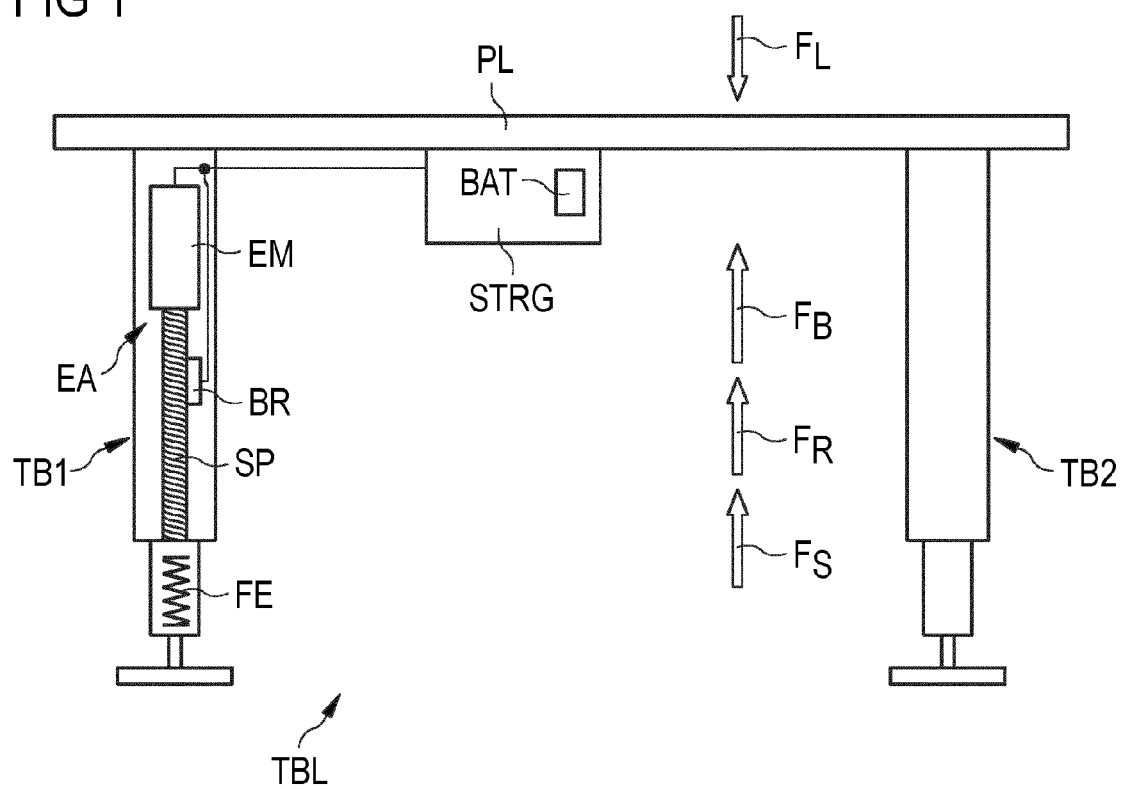 FIG 1
F_L
PL
BAT
EM
STRG
F_B
EA
BR
F_R
TB1
SP
TB2
F_S
FE
TBL